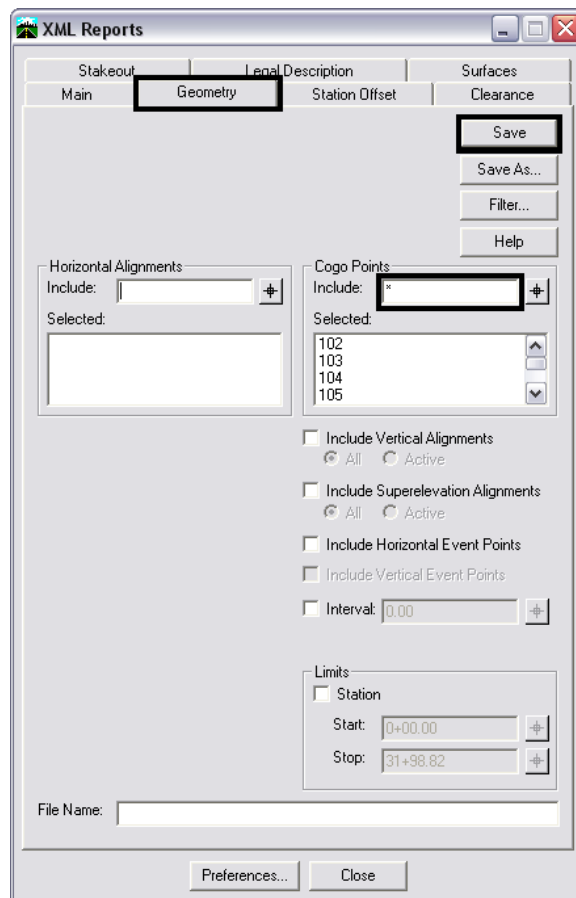 XML Reports
Stakeout Legal Description Surfaces
Main Geometry Station Offset Clearance
Save
Save As...
Filter...
Help
Horizontal Alignments
Include:
Selected:
Cogo Points
Include: *
Selected:
102
103
104
105
Include Vertical Alignments
All Active
Include Superelevation Alignments
All Active
Include Horizontal Event Points
Include Vertical Event Points
Interval: 0.00
Limits
Station
Start: 0+00.00
Stop: 31+98.82
File Name:
Preferences... Close